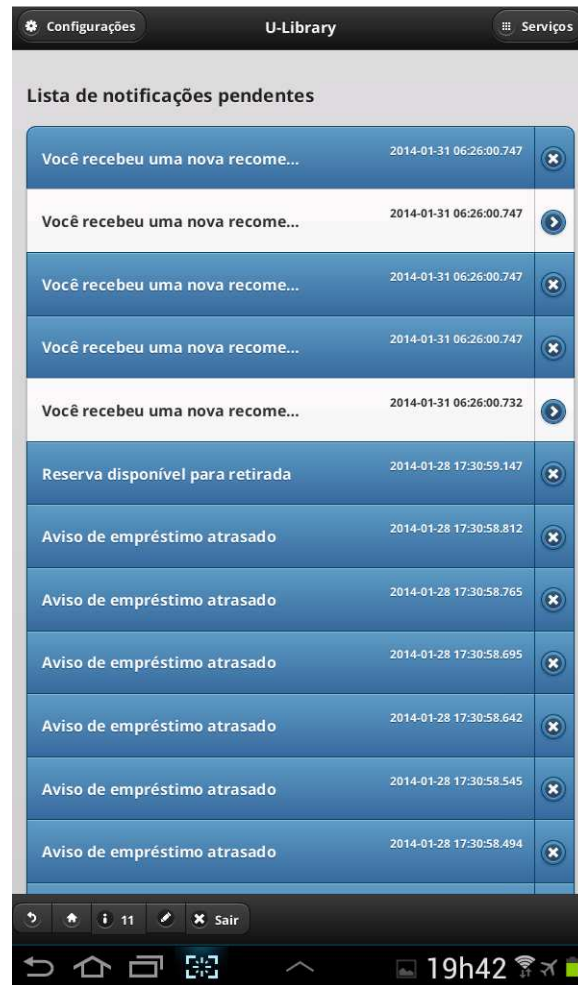 Configurações U-Library Serviços
Lista de notificações pendentes
Você recebeu uma nova recome... 2014-01-31 06:26:00.747
Você recebeu uma nova recome... 2014-01-31 06:26:00.747
Você recebeu uma nova recome... 2014-01-31 06:26:00.747
Você recebeu uma nova recome... 2014-01-31 06:26:00.747
Você recebeu uma nova recome... 2014-01-31 06:26:00.732
Reserva disponível para retirada 2014-01-28 17:30:59.147
Aviso de empréstimo atrasado 2014-01-28 17:30:58.812
Aviso de empréstimo atrasado 2014-01-28 17:30:58.765
Aviso de empréstimo atrasado 2014-01-28 17:30:58.695
Aviso de empréstimo atrasado 2014-01-28 17:30:58.642
Aviso de empréstimo atrasado 2014-01-28 17:30:58.545
Aviso de empréstimo atrasado 2014-01-28 17:30:58.494
11 Sair
19h42